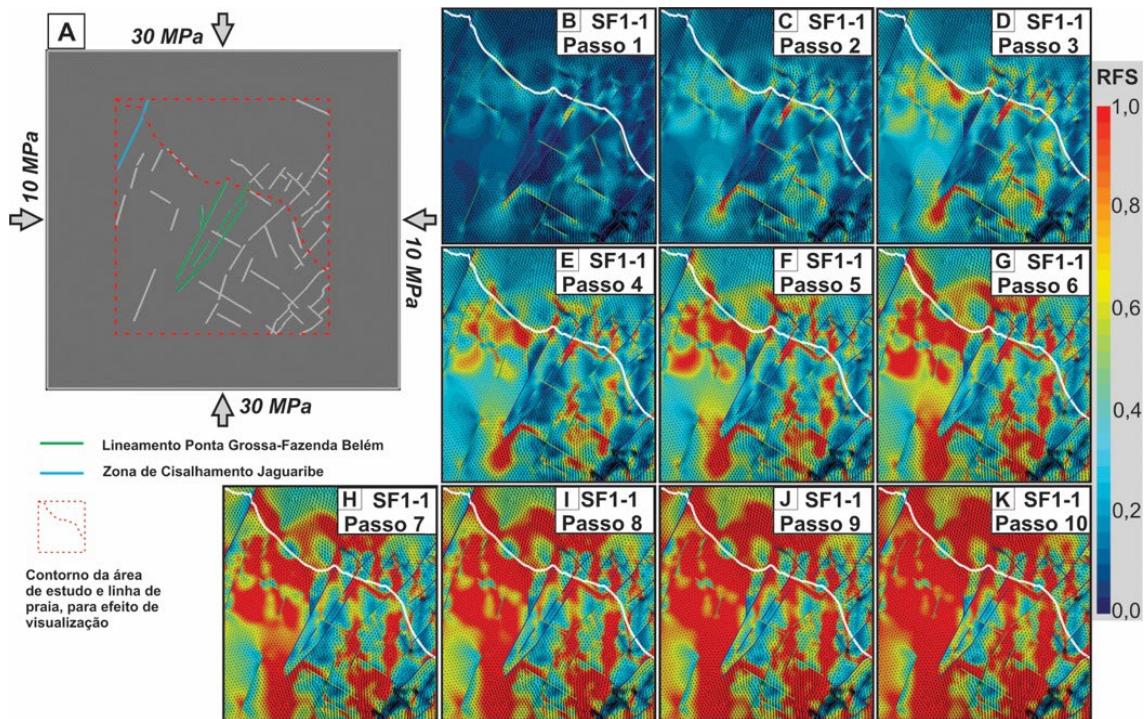 A
30 MPa
10 MPa
10 MPa
30 MPa
Lineamento Ponta Grossa-Fazenda Belém
Zona de Cisalhamento Jaguaribe
Contorno da área
de estudo e linha de
praia, para efeito de
visualização
B SF1-1
Passo 1
C SF1-1
Passo 2
D SF1-1
Passo 3
E SF1-1
Passo 4
F SF1-1
Passo 5
G SF1-1
Passo 6
H SF1-1
Passo 7
I SF1-1
Passo 8
J SF1-1
Passo 9
K SF1-1
Passo 10
RFS
1,0
0,8
0,6
0,4
0,2
0,0